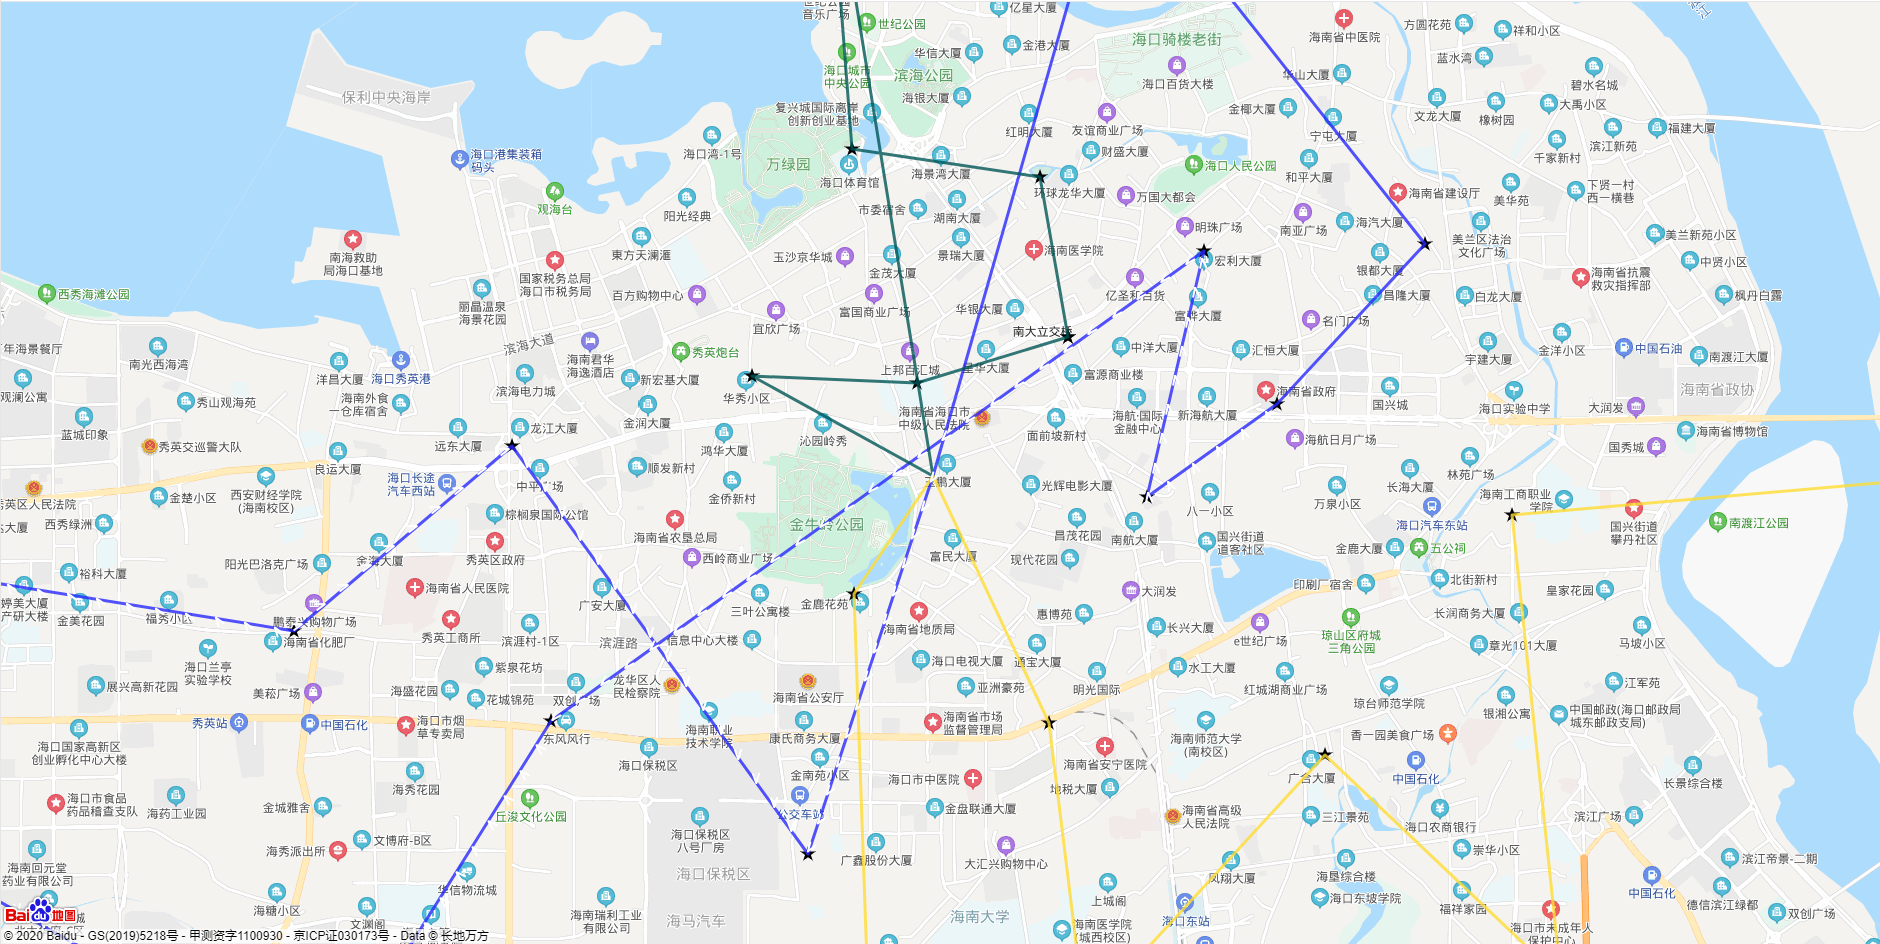 世纪公园
音乐广场
世纪公园
亿星大厦
海南省中医院
方圆花苑
祥和小区
华信大厦
金港大厦
海口骑楼老街
蓝水湾
保利中央海岸
海口城市
中央公园
滨海公园
海口百货大楼
华山大厦
碧水名城
复兴城国际离岸
创新创业基地
海银大厦
红明大厦
友谊商业广场
金椰大厦
宁屯大厦
文龙大厦
橡树园
大禹小区
福建大厦
海口港集装箱
码头
海口湾-1号
万绿园
海口体育馆
海景湾大厦
财盛大厦
海口人民公园
和平大厦
千家新村
滨江新苑
观海台
阳光经典
市委宿舍
湖南大厦
环球龙华大厦
万国大都会
海南省建设厅
美华苑
下贤一村
西一横巷
南海救助
局海口基地
国家税务总局
海口市税务局
東方天澜滙
玉沙京华城
金茂大厦
景瑞大厦
海南医学院
明珠广场
宏利大厦
南亚广场
海汽大厦
银都大厦
美兰区法治
文化广场
美兰新苑小区
中贤小区
西秀海滩公园
丽晶温泉
海景花园
百方购物中心
富国商业广场
华银大厦
亿圣和百货
富晔大厦
昌隆大厦
白龙大厦
海南省抗震
救灾指挥部
枫丹白露
年海景餐厅
南光西海湾
洋昌大厦
海口秀英港
滨海大道
海南君华
海逸酒店
秀英炮台
宜欣广场
上邦百汇城
星华大厦
南大立交桥
中洋大厦
汇恒大厦
名门广场
宇建大厦
金洋小区
中国石油
南渡江大厦
观澜公寓
秀山观海苑
海南外食
一仓库宿舍
滨海电力城
新宏基大厦
华秀小区
富源商业楼
海南省政府
国兴城
海口实验中学
海南省政协
蓝城印象
秀英交巡警大队
远东大厦
龙江大厦
金润大厦
沁园岭秀
海南省海口市
中级人民法院
面前坡新村
海航·国际
金融中心
新海航大厦
海航日月广场
大润发
国秀城
海南省博物馆
良运大厦
海口长途
汽车西站
中平广场
顺发新村
鸿华大厦
金鹏大厦
光辉电影大厦
长海大厦
林苑广场
秀英区人民法院
金楚小区
西安财经学院
(海南校区)
棕榈泉国际公馆
金侨新村
金牛岭公园
八一小区
万泉小区
海南工商职业
学院
国兴街道
攀丹社区
南渡江公园
西秀绿洲
海南省农垦总局
昌茂花园
南航大厦
海口汽车东站
金海大厦
秀英区政府
西岭商业广场
富民大厦
现代花园
国兴街道
道客社区
金鹿大厦
五公祠
裕科大厦
阳光巴洛克广场
海南省人民医院
广安大厦
三叶公寓楼
金鹿花苑
大润发
印刷厂宿舍
北街新村
皇家花园
婷美大厦
产研大楼
金美花园
福秀小区
鹏泰兴购物广场
海南省化肥厂
秀英工商所
滨涯村-1区
滨涯路
信息中心大楼
海南省地质局
惠博苑
长兴大厦
e世纪广场
琼山区府城
三角公园
长润商务大厦
马坡小区
海口兰亭
实验学校
紫泉花坊
海口电视大厦
通宝大厦
水工大厦
章光101大厦
展兴高新花园
美菘广场
海盛花园
花城锦苑
双创广场
龙华区人
民检察院
海南省公安厅
亚洲豪苑
明光国际
红城湖商业广场
琼台师范学院
江军苑
秀英站
中国石化
海口市烟
草专卖局
东风风行
海南职业
技术学院
康氏商务大厦
海南省市场
监督管理局
海南师范大学
(南校区)
银湘公寓
中国邮政(海口邮政局
城东邮政支局)
海口国家高新区
创业孵化中心大楼
海口保税区
金南苑小区
海南省安宁医院
广合大厦
香一园美食广场
中国石化
海口市食品
药品稽查支队
海药工业园
金城雅舍
海秀花园
丘浚文化公园
公交车站
海口市中医院
金盘联通大厦
地税大厦
长景综合楼
海南省高级
人民法院
三江景苑
海口农商银行
滨江广场
海秀派出所
文博府-B区
海口保税区
八号厂房
广鑫股份大厦
大汇兴购物中心
崇华小区
海南回元堂
药业有限公司
海口保税区
凤翔大厦
海垦综合楼
滨江帝景-二期
华信物流城
上城阁
海口东坡学院
福祥家园
中国石化
德信滨江绿都
海糖小区
文渊阁
海南瑞利工业
有限公司
海马汽车
海南大学
海南医学院
(城西校区)
海口东站
海口市未成年人
保护中心
双创广场
Bai du 地图
© 2020 Baidu - GS(2019)5218号 - 甲测资字1100930 - 京ICP证030173号 - Data © 长地万方